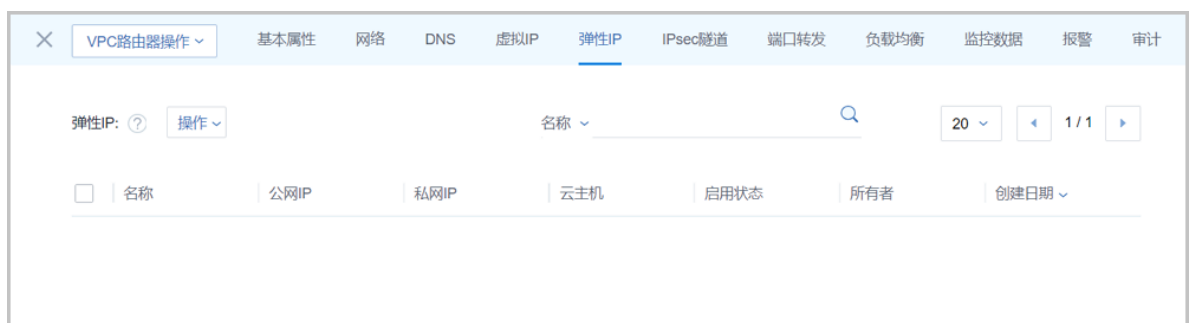 VPC路由器操作 基本属性 网络 DNS 虚拟IP 弹性IP IPsec隧道 端口转发 负载均衡 监控数据 报警 审计
弹性IP: ? 操作 名称 20 1 / 1
名称 公网IP 私网IP 云主机 启用状态 所有者 创建日期